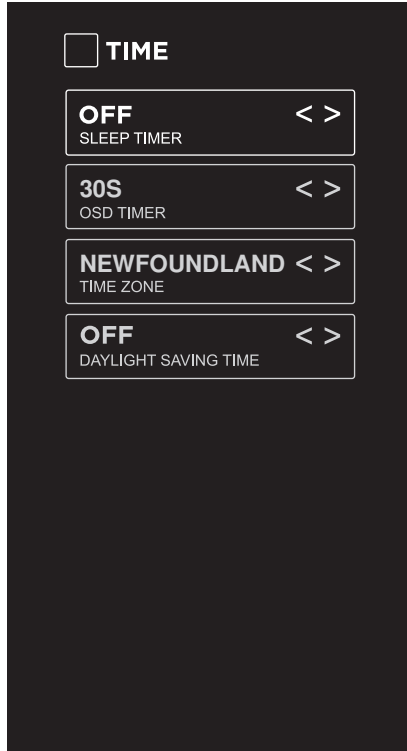 TIME
OFF < >
SLEEP TIMER
30S < >
OSD TIMER
NEWFOUNDLAND < >
TIME ZONE
OFF < >
DAYLIGHT SAVING TIME